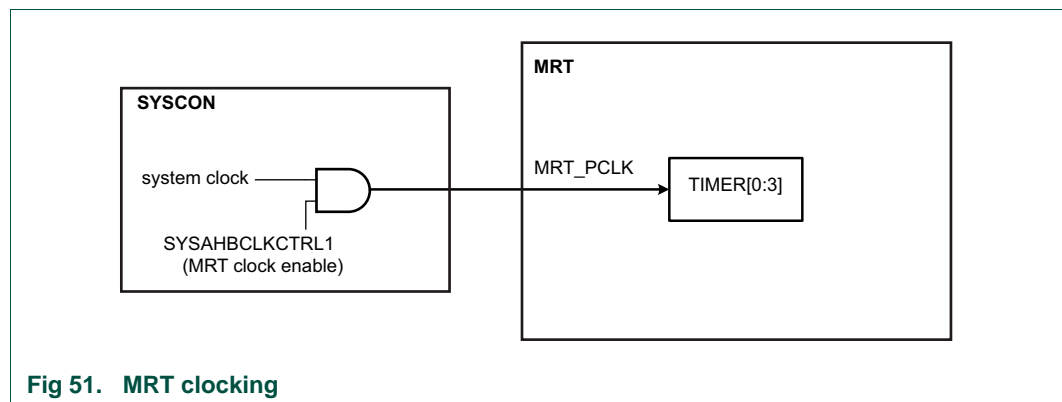 MRT
SYSCON
MRT_PCLK
system clock
TIMER[0:3]
SYSAHBCLKCTRL1
(MRT clock enable)
Fig 51. MRT clocking